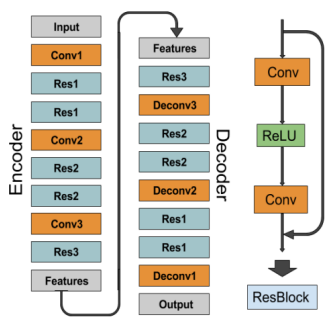 Encoder
Input
Conv1
Res1
Res1
Conv2
Res2
Res2
Conv3
Res3
Features
Decoder
Features
Res3
Deconv3
Res2
Res2
Deconv2
Res1
Res1
Deconv1
Output
Conv
ReLU
Conv
ResBlock